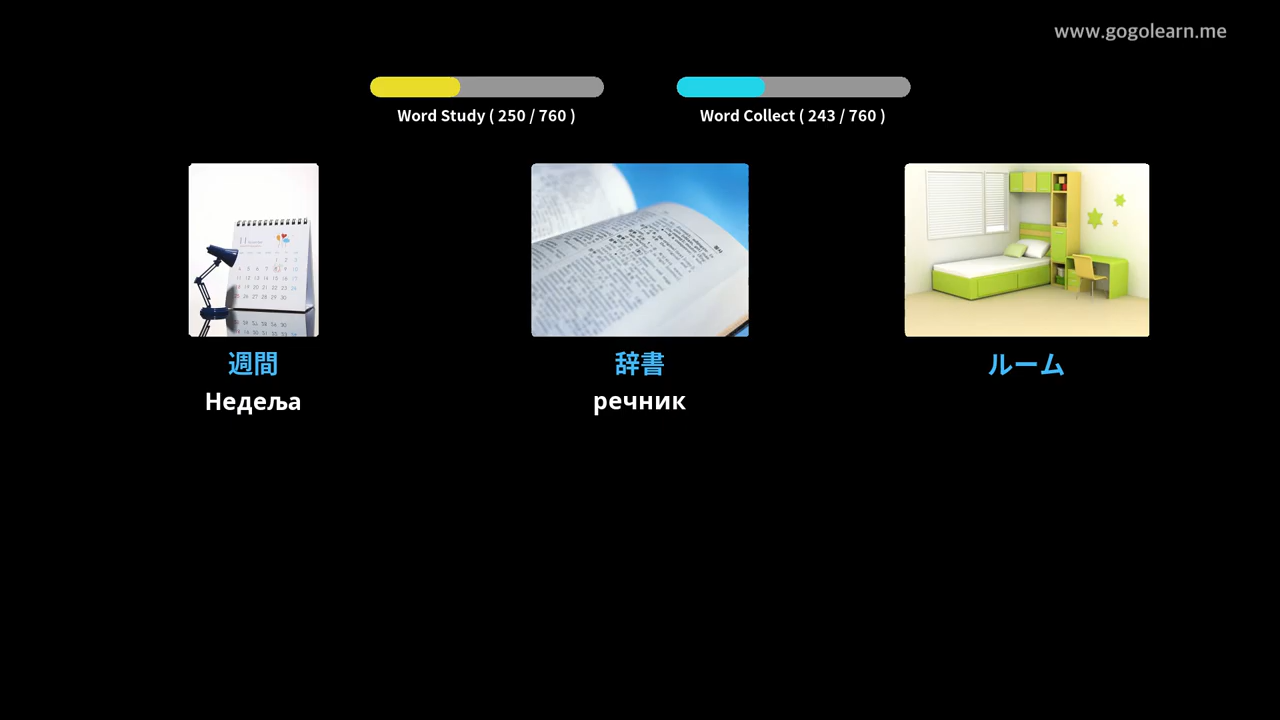 www.gogolearn.me
Word Study ( 250 / 760 )
Word Collect ( 243 / 760 )
週間
辞書
ルーム
Недеља
речник